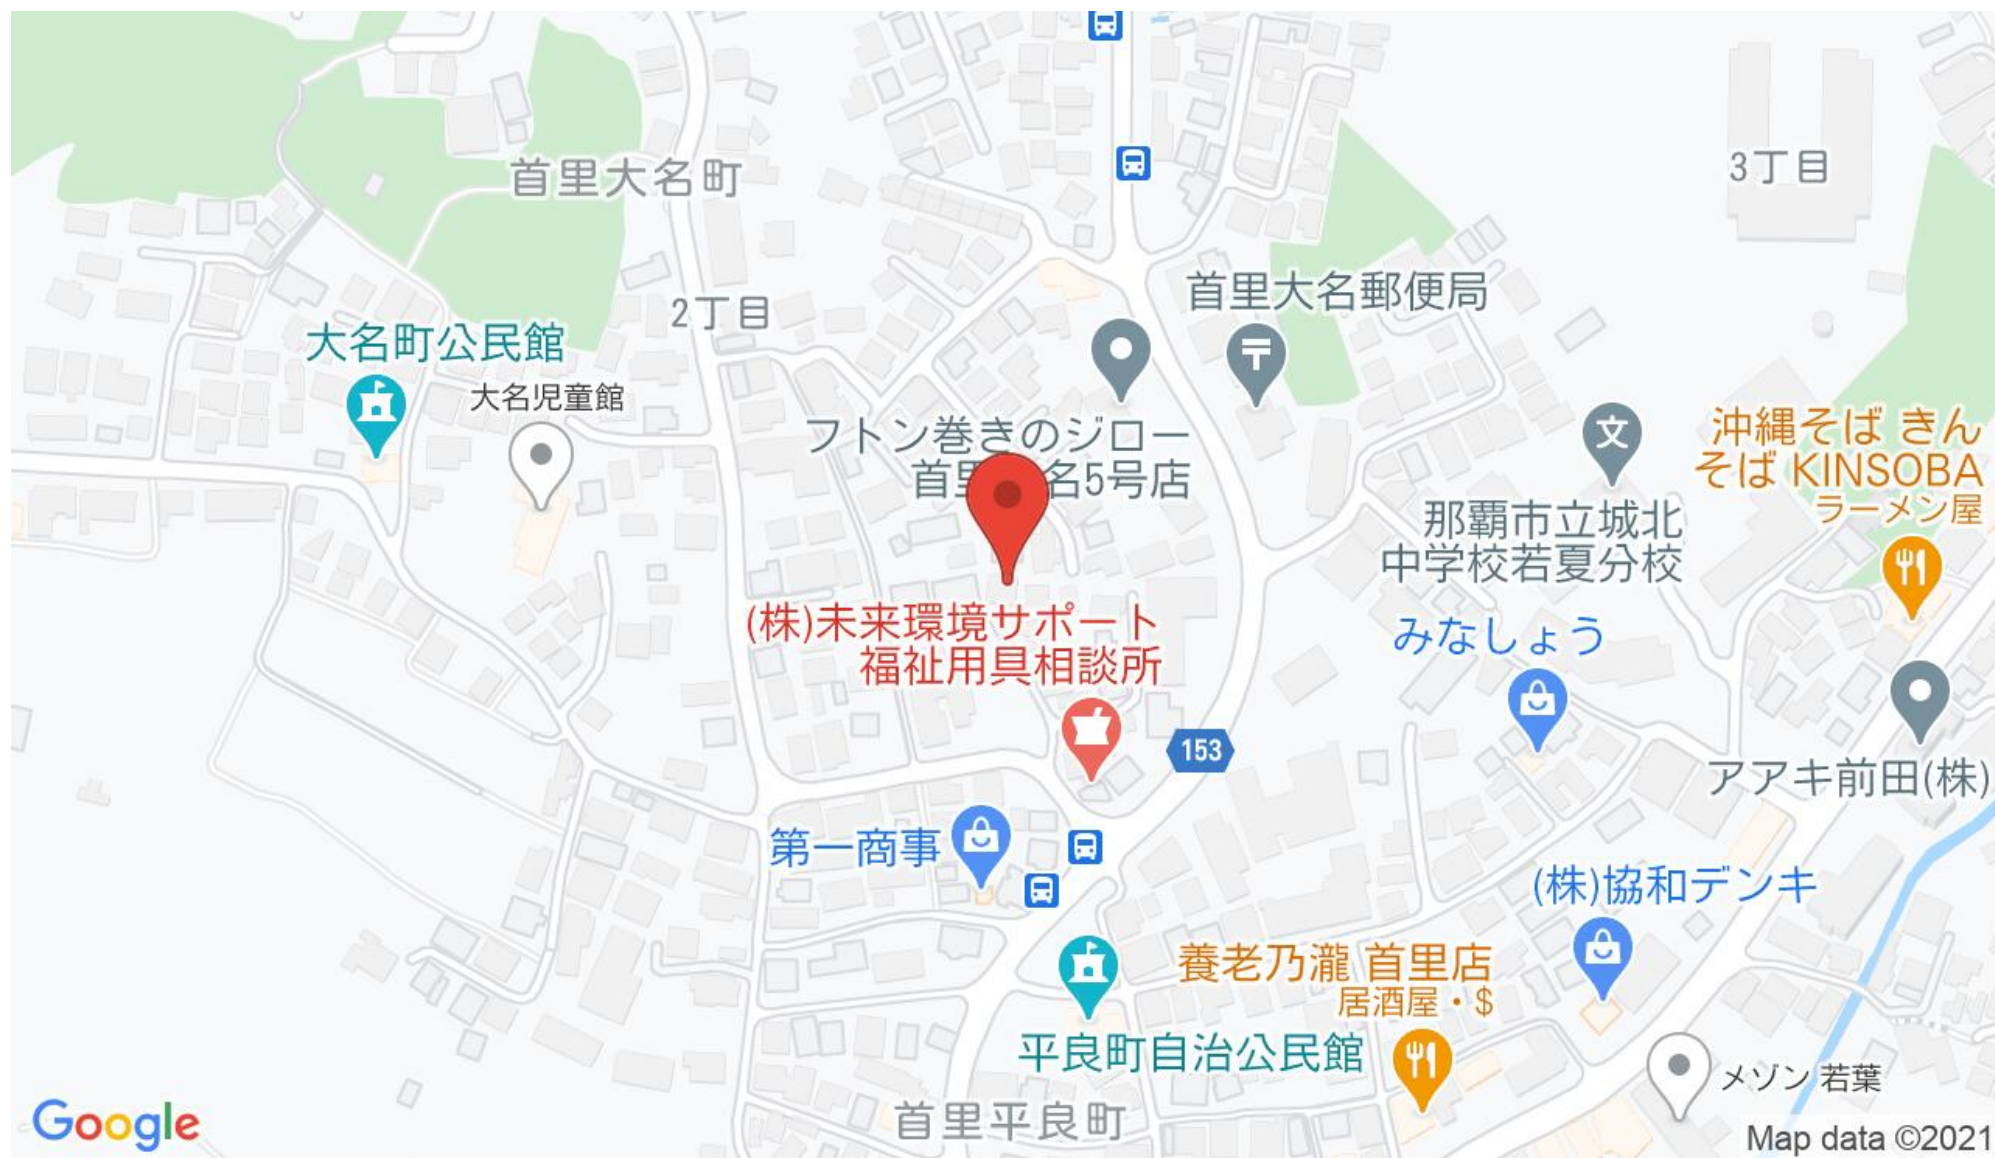 首里大名町
3丁目
首里大名郵便局
2丁目
大名町公民館
大名児童館
フトン巻きのジロー
首里大名5号店
沖縄そば きん
そば KINSOBA
ラーメン屋
那覇市立城北
中学校若夏分校
(株)未来環境サポート
福祉用具相談所
みなしょう
153
アアキ前田(株)
第一商事
(株)協和デンキ
養老乃瀧 首里店
居酒屋・$
平良町自治公民館
メゾン 若葉
首里平良町
Google
Map data ©2021